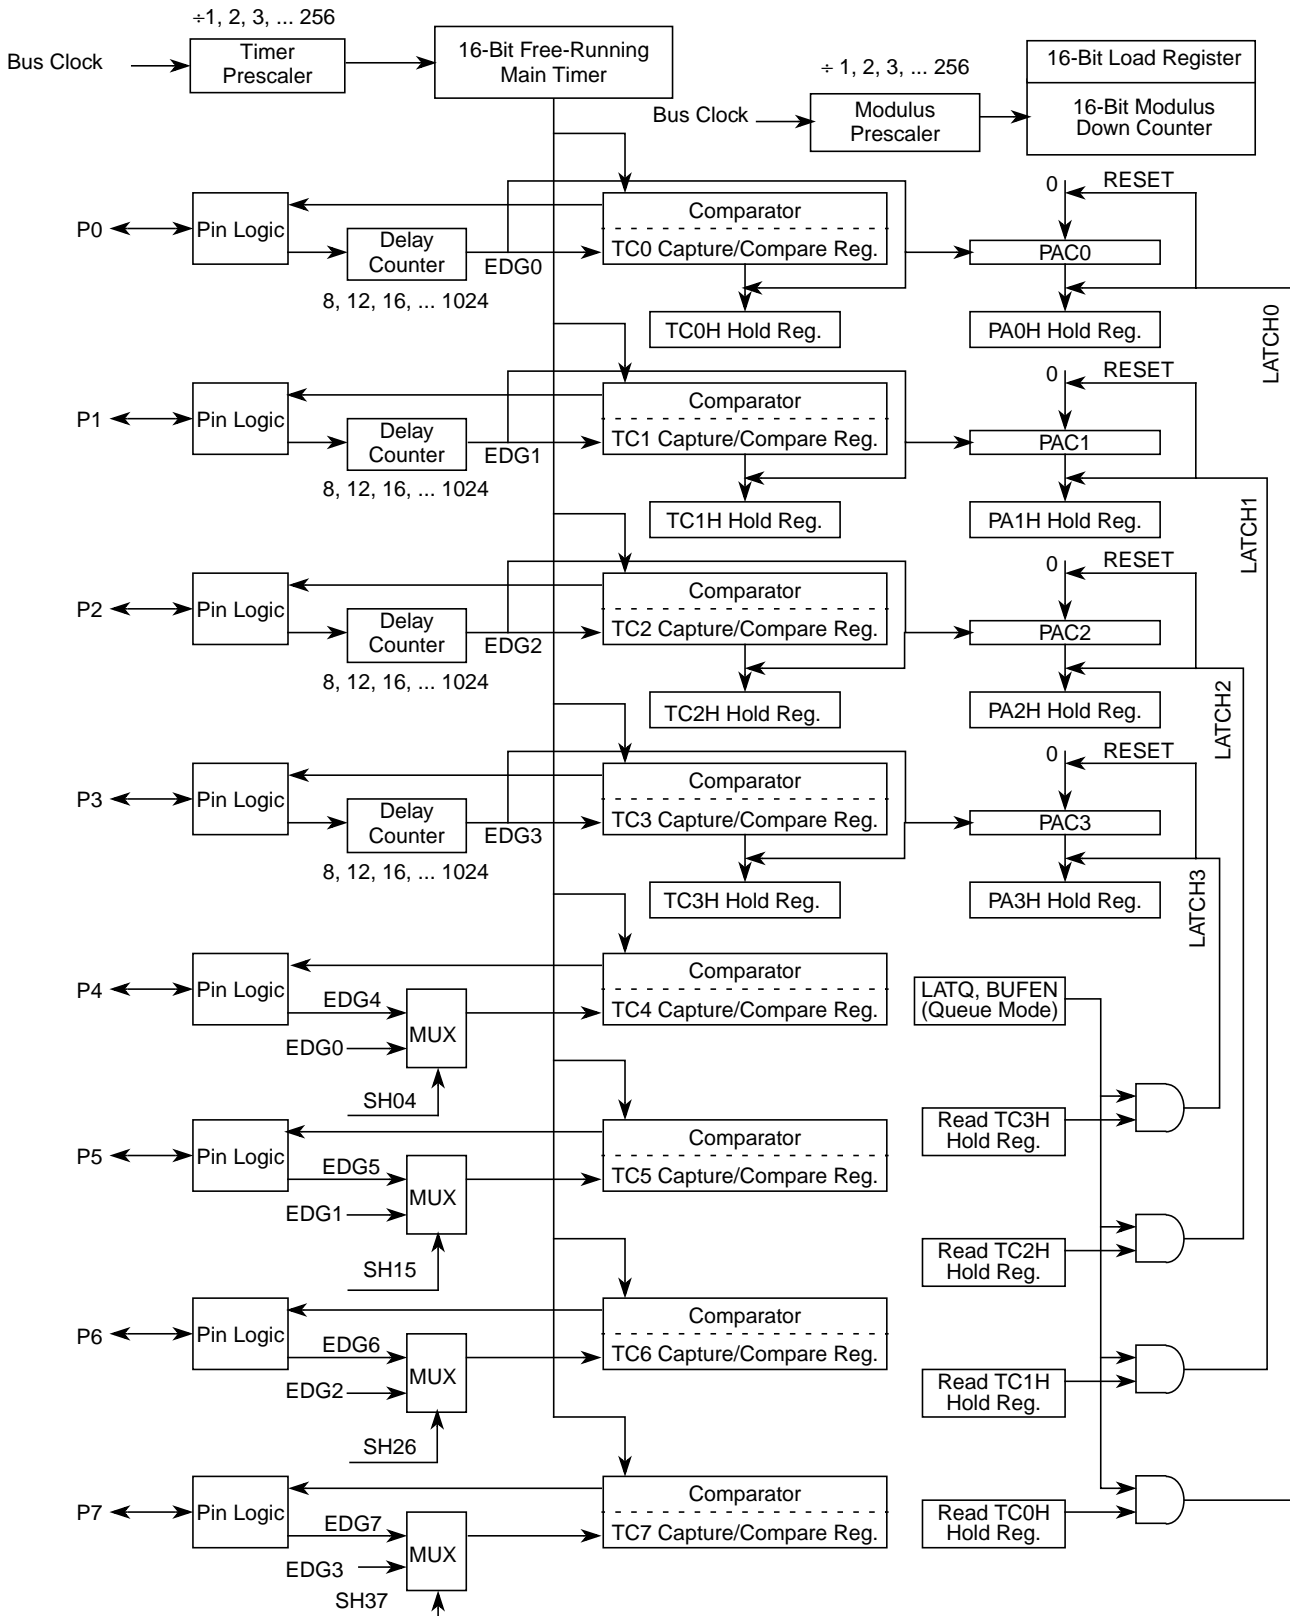 ÷1, 2, 3, ... 256
Bus Clock
Timer
Prescaler
16-Bit Free-Running
Main Timer
÷ 1, 2, 3, ... 256
Bus Clock
Modulus
Prescaler
16-Bit Load Register
16-Bit Modulus
Down Counter
P0
Pin Logic
Delay
Counter
8, 12, 16, ... 1024
EDG0
Comparator
TC0 Capture/Compare Reg.
TC0H Hold Reg.
0
RESET
PAC0
PA0H Hold Reg.
LATCH0
P1
Pin Logic
Delay
Counter
8, 12, 16, ... 1024
EDG1
Comparator
TC1 Capture/Compare Reg.
TC1H Hold Reg.
0
RESET
PAC1
PA1H Hold Reg.
LATCH1
P2
Pin Logic
Delay
Counter
8, 12, 16, ... 1024
EDG2
Comparator
TC2 Capture/Compare Reg.
TC2H Hold Reg.
0
RESET
PAC2
PA2H Hold Reg.
LATCH2
P3
Pin Logic
Delay
Counter
8, 12, 16, ... 1024
EDG3
Comparator
TC3 Capture/Compare Reg.
TC3H Hold Reg.
0
RESET
PAC3
PA3H Hold Reg.
LATCH3
P4
Pin Logic
EDG4
EDG0
MUX
SH04
Comparator
TC4 Capture/Compare Reg.
LATQ, BUFEN
(Queue Mode)
P5
Pin Logic
EDG5
EDG1
MUX
SH15
Comparator
TC5 Capture/Compare Reg.
Read TC3H
Hold Reg.
Read TC2H
Hold Reg.
P6
Pin Logic
EDG6
EDG2
MUX
SH26
Comparator
TC6 Capture/Compare Reg.
Read TC1H
Hold Reg.
P7
Pin Logic
EDG7
EDG3
MUX
SH37
Comparator
TC7 Capture/Compare Reg.
Read TC0H
Hold Reg.